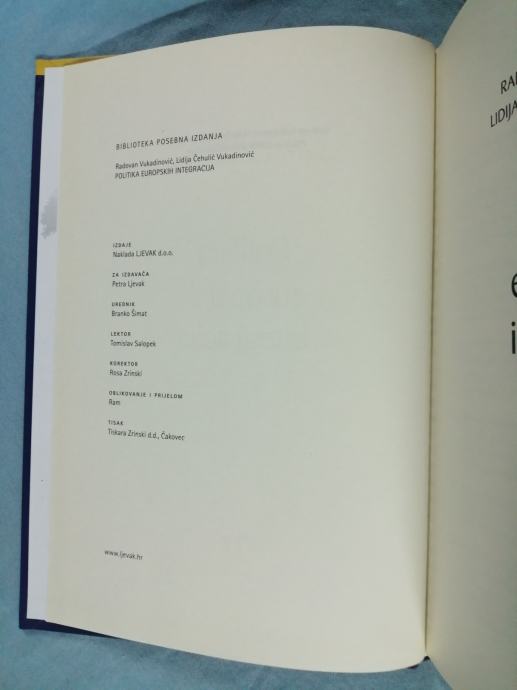 BIBLIOTEKA POSEBNA IZDANJA
Radovan Vukadinović, Lidija Čehulić Vukadinović
POLITIKA EUROPSKIH INTEGRACIJA
IZDAJE
Naklada LJEVAK d.o.o.
ZA IZDAVAČA
Petra Ljevak
UREDNIK
Branko Šimat
LEKTOR
Tomislav Salopek
KOREKTOR
Rosa Zrinski
OBLIKOVANJE I PRIJELOM
Ram
TISAK
Tiskara Zrinski d.d., Čakovec
www.ljevak.hr
LIDIJA